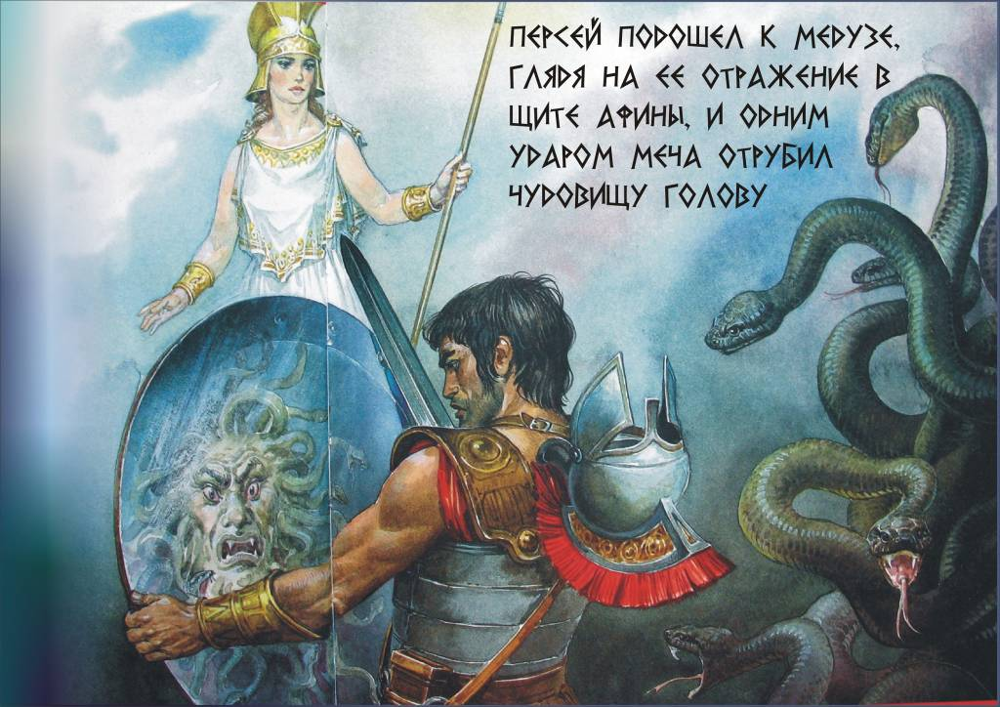 ПЕРСЕЙ ПОДОШЕЛ К МЕДУЗЕ,
ГЛЯДЯ НА ЕЕ ОТРАЖЕНИЕ В
ЩИТЕ АФИНЫ, И ОДНИМ
УДАРОМ МЕЧА ОТРУБИЛ
ЧУДОВИЩУ ГОЛОВУ